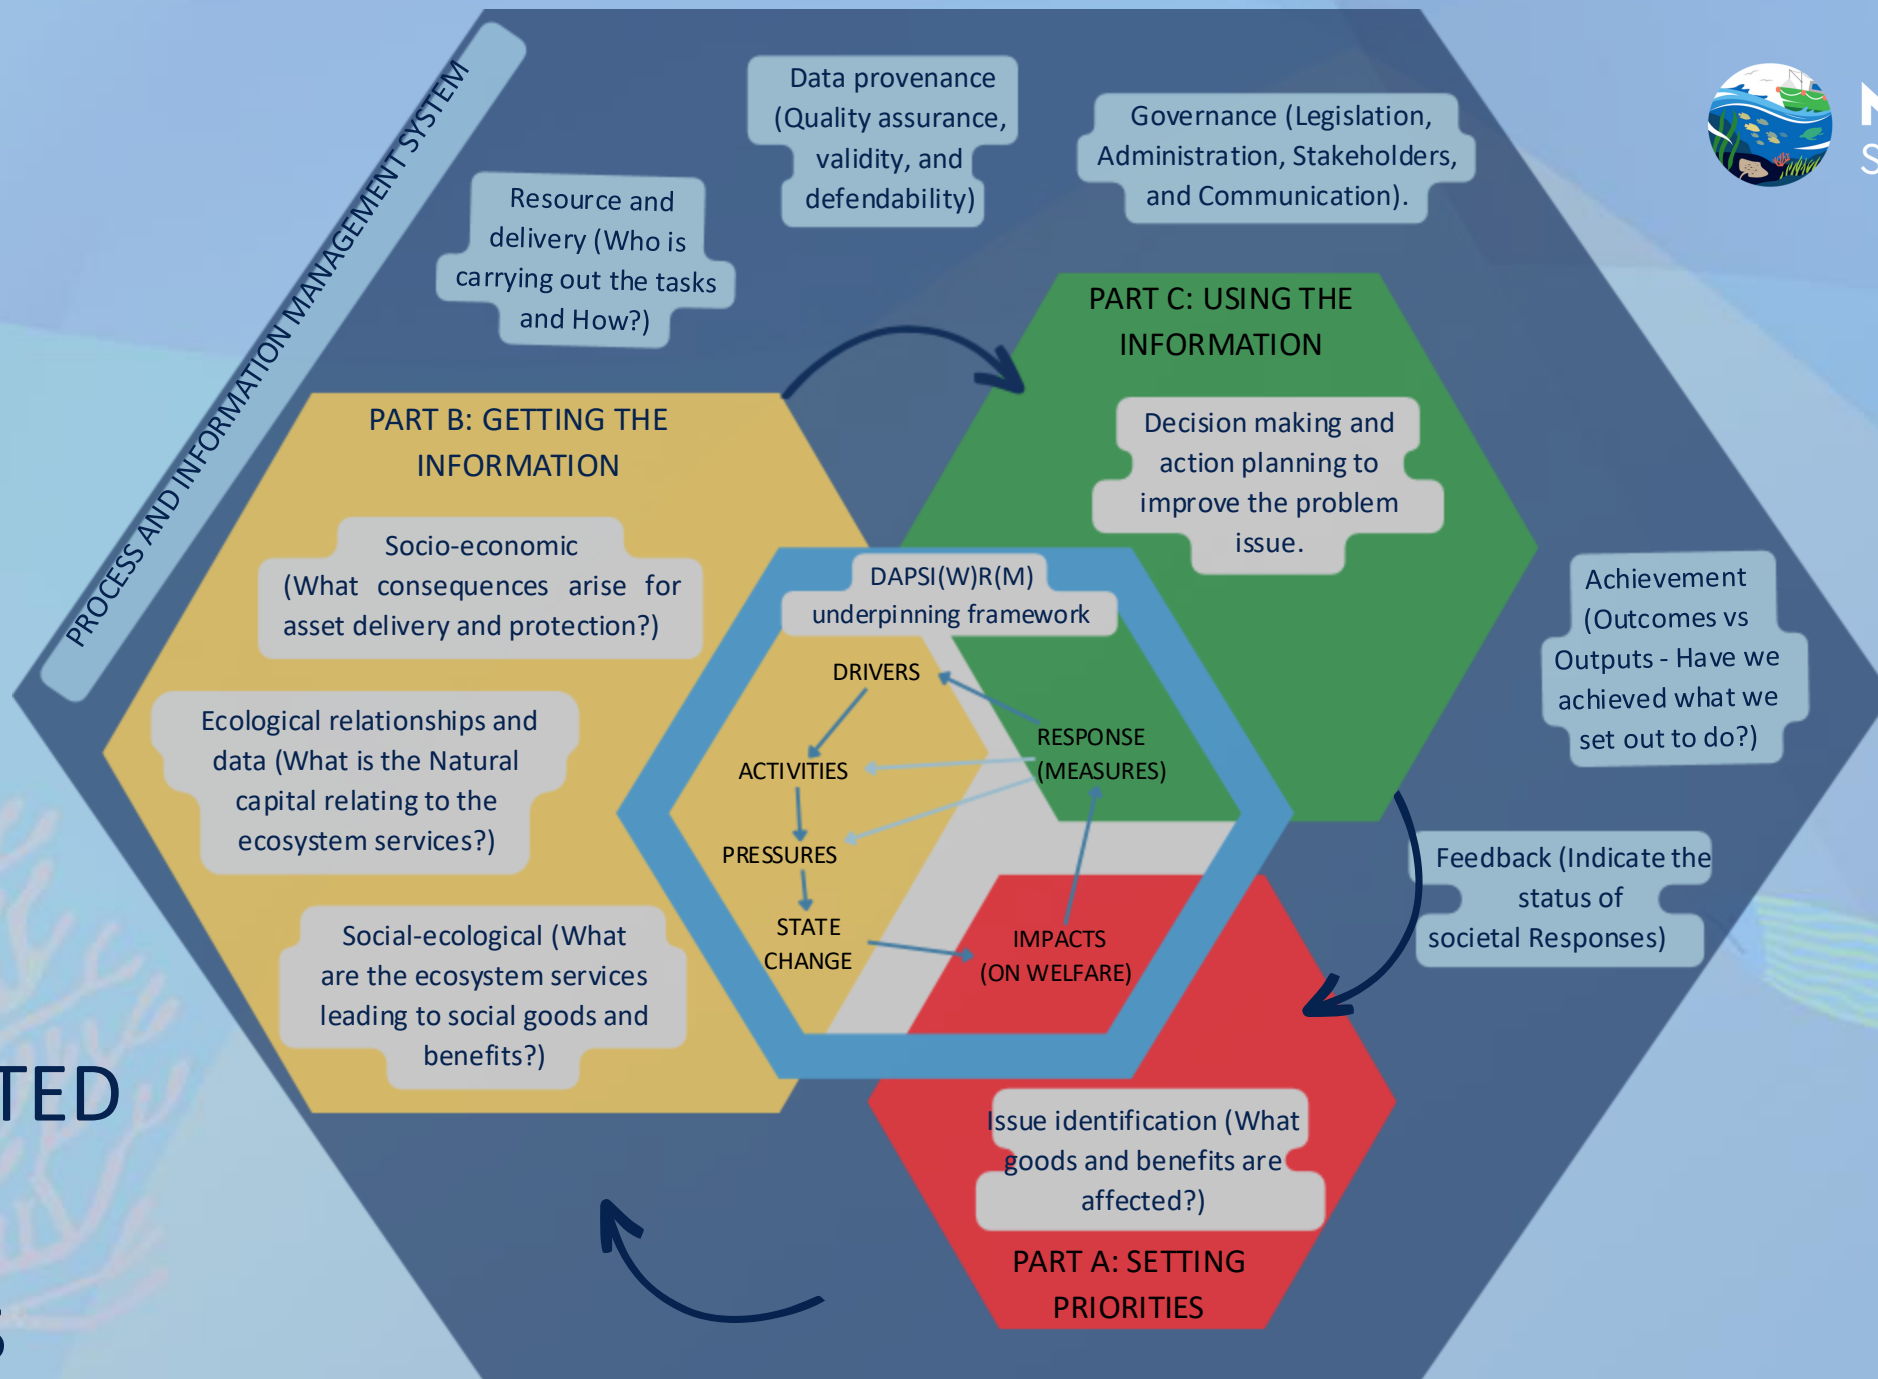 PROCESS AND INFORMATION MANAGEMENT SYSTEM
Data provenance
(Quality assurance,
validity, and
defendability)
Governance (Legislation,
Administration, Stakeholders,
and Communication).
Resource and
delivery (Who is
carrying out the tasks
and How?)
PART C: USING THE
INFORMATION
Decision making and
action planning to
improve the problem
issue.
PART B: GETTING THE
INFORMATION
Socio-economic
(What consequences arise for
asset delivery and protection?)
Ecological relationships and
data (What is the Natural
capital relating to the
ecosystem services?)
Social-ecological (What
are the ecosystem services
leading to social goods and
benefits?)
DAPSI(W)R(M)
underpinning framework
DRIVERS
ACTIVITIES
PRESSURES
STATE
CHANGE
RESPONSE
(MEASURES)
IMPACTS
(ON WELFARE)
Achievement
(Outcomes vs
Outputs - Have we
achieved what we
set out to do?)
Feedback (Indicate the
status of
societal Responses)
Issue identification (What
goods and benefits are
affected?)
PART A: SETTING
PRIORITIES
TED